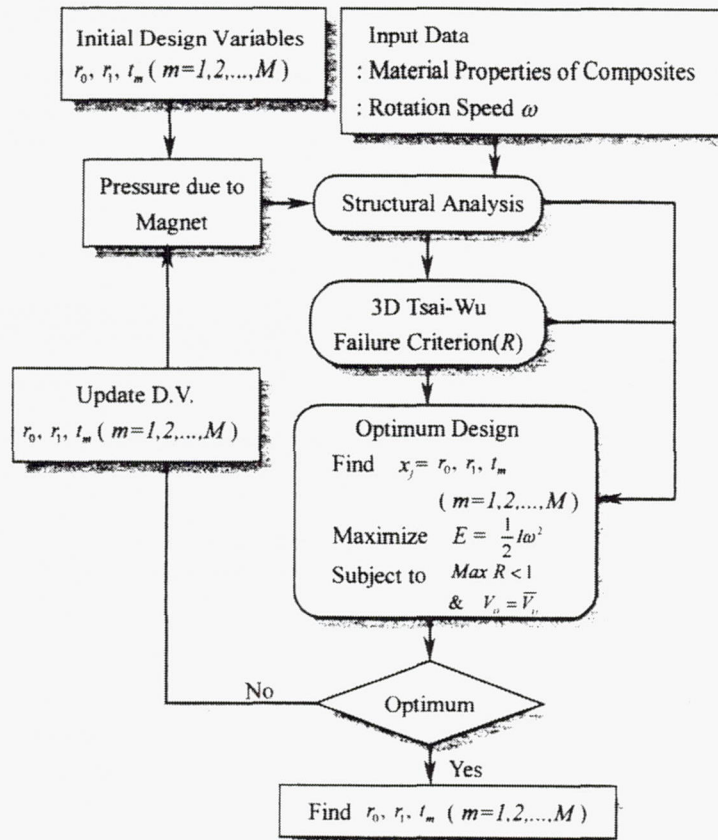 Initial Design Variables
r₀, r₁, tₘ ( m=1,2,...,M )
Input Data
: Material Properties of Composites
: Rotation Speed ω
Pressure due to
Magnet
Structural Analysis
3D Tsai-Wu
Failure Criterion(R)
Update D.V.
r₀, r₁, tₘ ( m=1,2,...,M )
Optimum Design
Find xⱼ= r₀, r₁, tₘ
( m=1,2,...,M )
Maximize E = 1/2 Iω²
Subject to Max R < 1
No
Optimum
Yes
Find r₀, r₁, tₘ ( m=1,2,...,M )